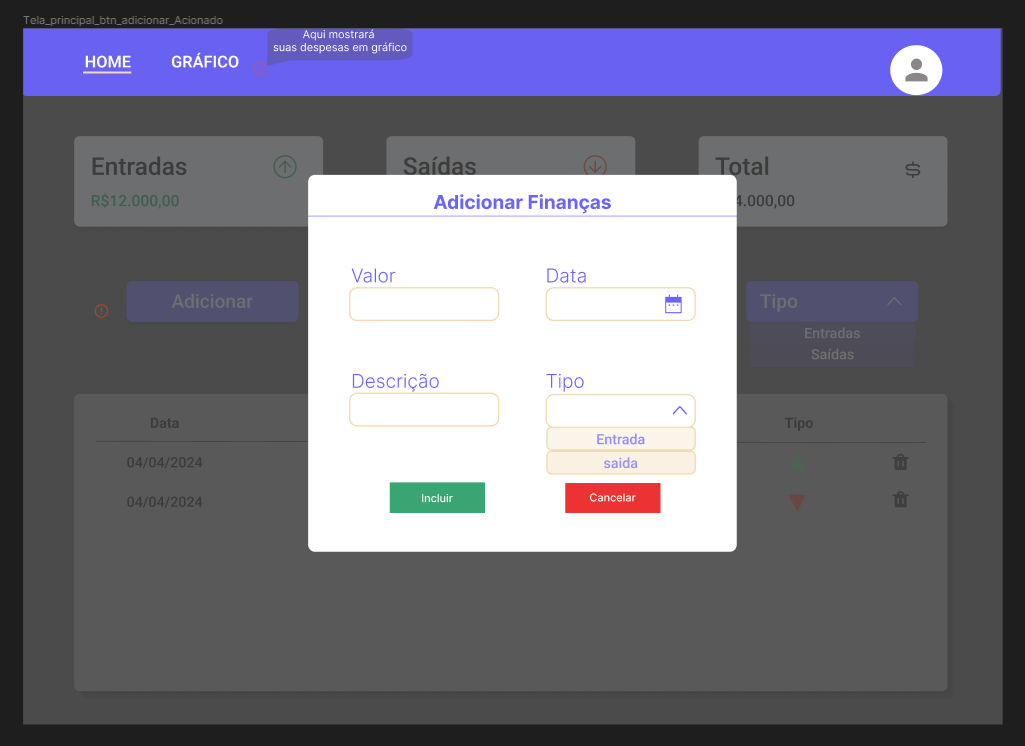 Tela_principal_btn_adicionar_Acionado
HOME
GRÁFICO
Aqui mostrará
suas despesas em gráfico
Entradas
R$12.000,00
Saídas
Total
4.000,00
Adicionar
Tipo
Entradas
Saídas
Adicionar Finanças
Valor
Data
Descrição
Tipo
Entrada
saida
Incluir
Cancelar
Data
Tipo
04/04/2024
04/04/2024